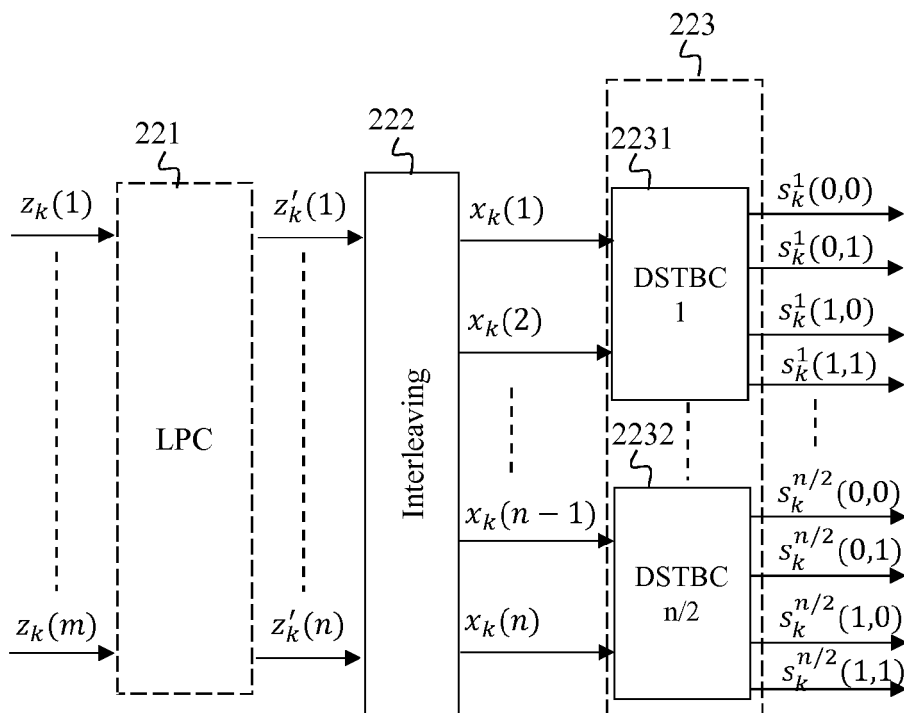 223
222
221
2231
z_k(1)
z'_k(1)
x_k(1)
s_k^1(0,0)
s_k^1(0,1)
DSTBC
1
x_k(2)
s_k^1(1,0)
s_k^1(1,1)
LPC
Interleaving
2232
x_k(n − 1)
s_k^{n/2}(0,0)
s_k^{n/2}(0,1)
DSTBC
n/2
z_k(m)
z'_k(n)
x_k(n)
s_k^{n/2}(1,0)
s_k^{n/2}(1,1)